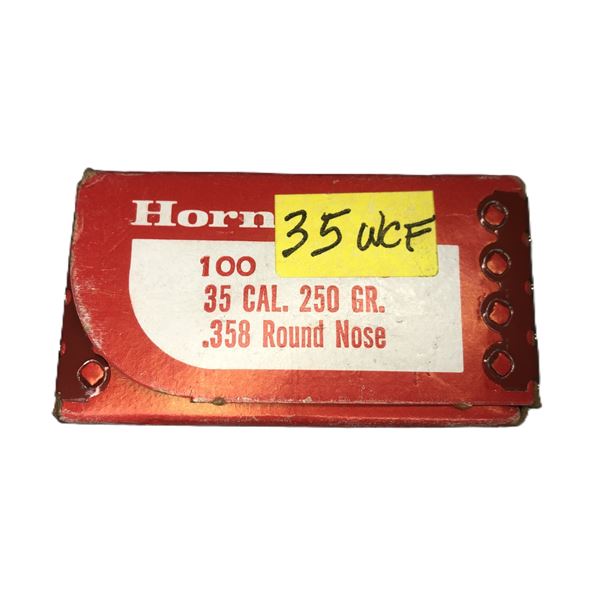 Horn
35 WCF
100
35 CAL. 250 GR.
.358 Round Nose